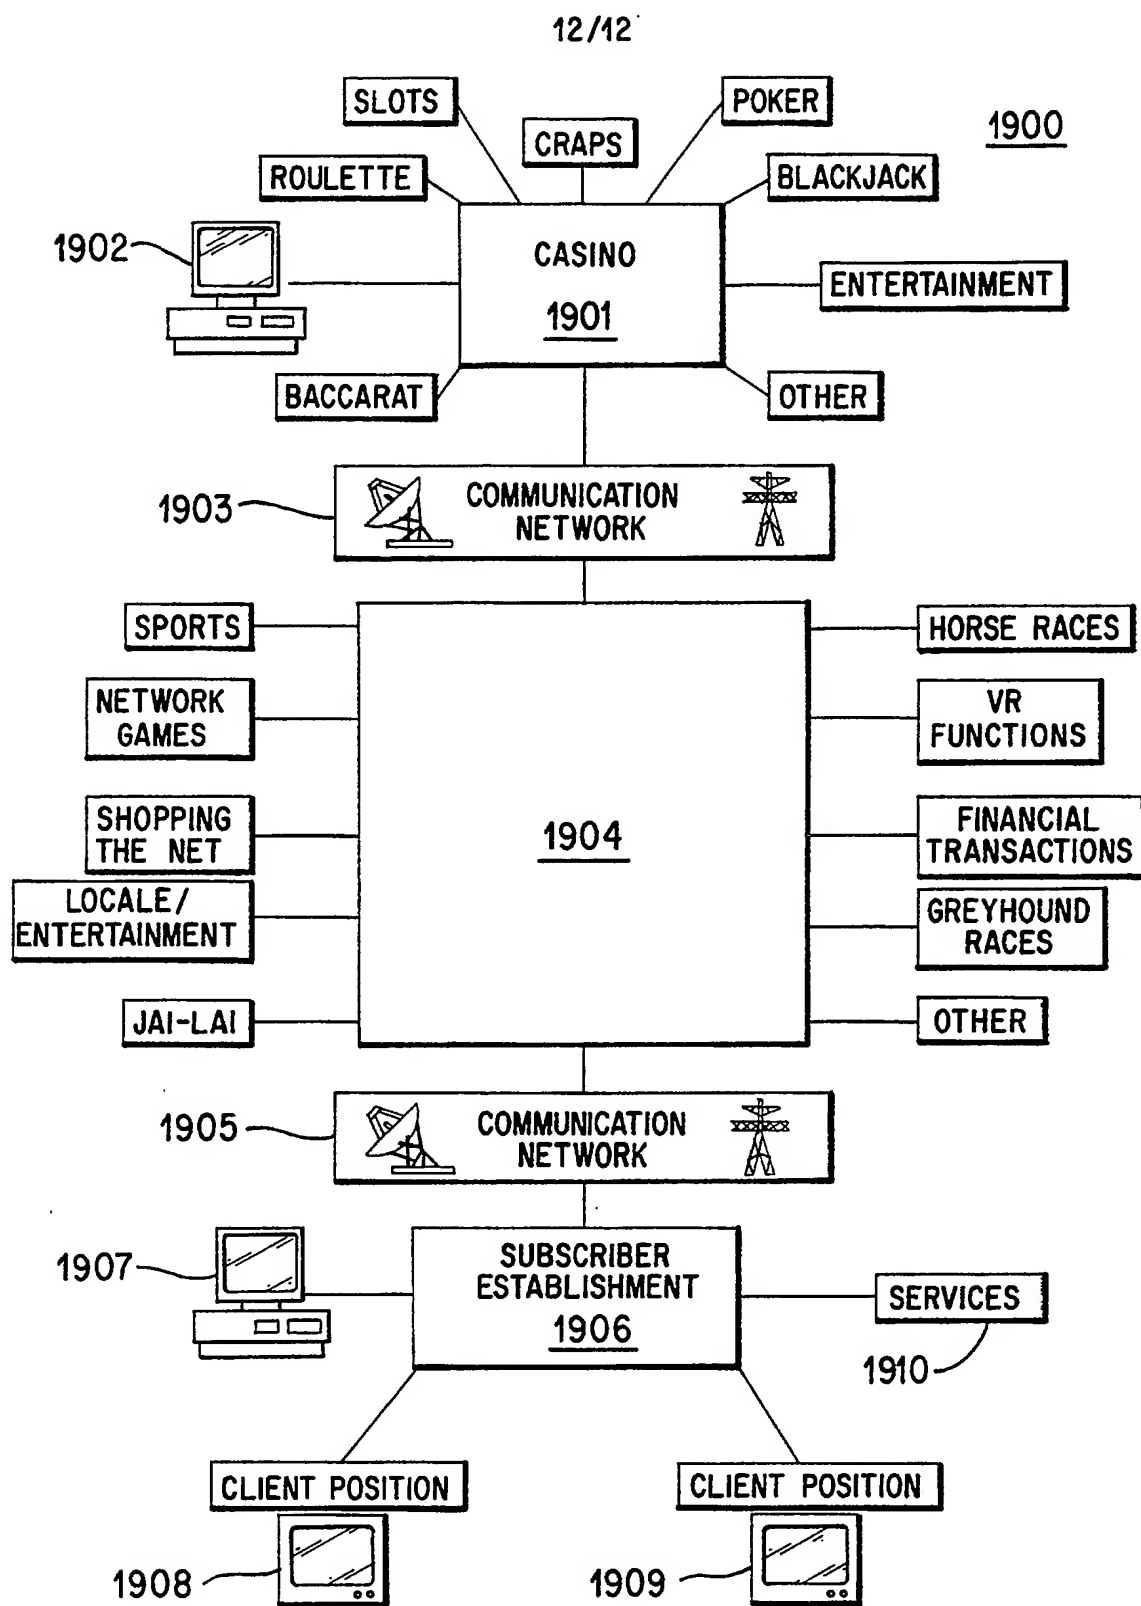 12/12
SLOTS
POKER
1900
CRAPS
ROULETTE
BLACKJACK
1902
CASINO
1901
ENTERTAINMENT
BACCARAT
OTHER
1903
COMMUNICATION
NETWORK
SPORTS
HORSE RACES
NETWORK
GAMES
VR
FUNCTIONS
SHOPPING
THE NET
1904
FINANCIAL
TRANSACTIONS
LOCALE/
ENTERTAINMENT
GREYHOUND
RACES
JAI-LAI
OTHER
1905
COMMUNICATION
NETWORK
1907
SUBSCRIBER
ESTABLISHMENT
1906
SERVICES
1910
CLIENT POSITION
CLIENT POSITION
1908
1909